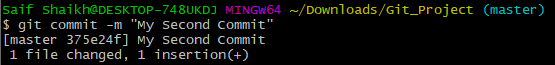 Saif Shaikh@DESKTOP-748UKDJ MINGW64 ~/Downloads/Git_Project (master)
$ git commit -m "My Second Commit"
[master 375e24f] My Second Commit
 1 file changed, 1 insertion(+)